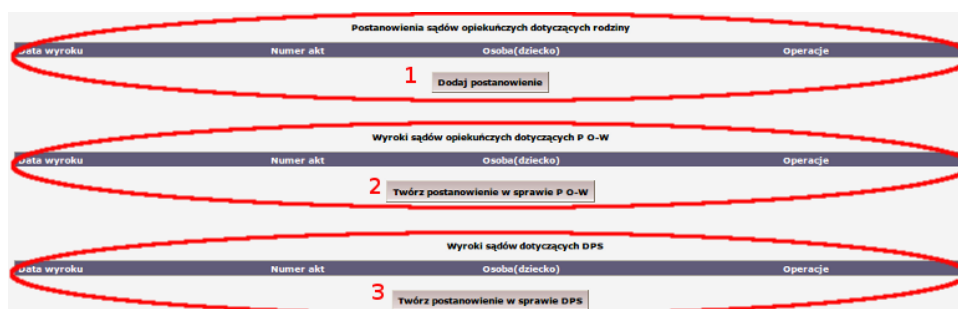 Postanowienia sądów opiekuńczych dotyczących rodziny
Data wyroku Numer akt Osoba(dziecko) Operacje
1 Dodaj postanowienie
Wyroki sądów opiekuńczych dotyczących P O-W
Data wyroku Numer akt Osoba(dziecko) Operacje
2 Twórz postanowienie w sprawie P O-W
Wyroki sądów dotyczących DPS
Data wyroku Numer akt Osoba(dziecko) Operacje
3 Twórz postanowienie w sprawie DPS